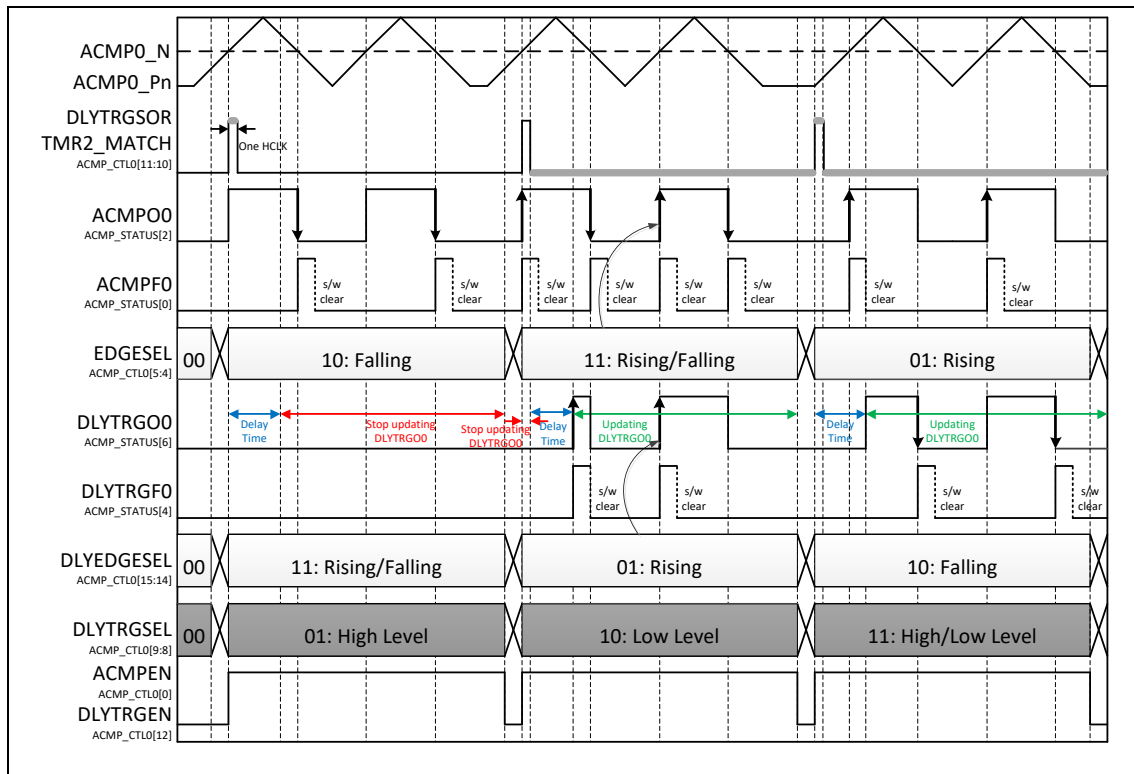 ACMP0_N
ACMP0_Pn
DLYTRGSOR
TMR2_MATCH
ACMP_CTL0[11:10]
One HCLK
ACMPO0
ACMP_STATUS[2]
ACMPF0
ACMP_STATUS[0]
s/w
clear
s/w
clear
s/w
clear
s/w
clear
s/w
clear
s/w
clear
s/w
clear
s/w
clear
EDGESEL
ACMP_CTL0[5:4]
00
10: Falling
11: Rising/Falling
01: Rising
DLYTRGO0
ACMP_STATUS[6]
Delay
Time
Stop updating
DLYTRGO0
Stop updating
DLYTRGO0
Delay
Time
Updating
DLYTRGO0
Delay
Time
Updating
DLYTRGO0
DLYTRGF0
ACMP_STATUS[4]
s/w
clear
s/w
clear
s/w
clear
s/w
clear
DLYEDGESEL
ACMP_CTL0[15:14]
00
11: Rising/Falling
01: Rising
10: Falling
DLYTRGSEL
ACMP_CTL0[9:8]
00
01: High Level
10: Low Level
11: High/Low Level
ACMPEN
ACMP_CTL0[0]
DLYTRGEN
ACMP_CTL0[12]